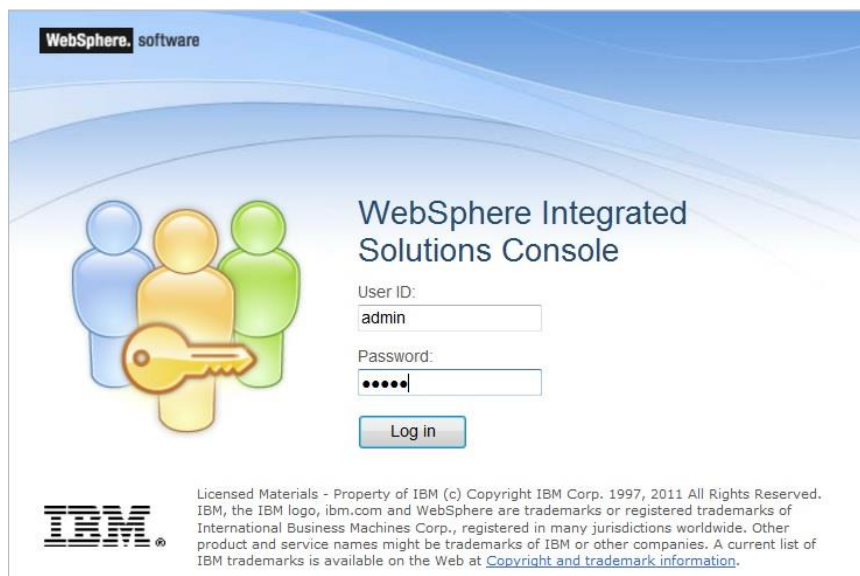 WebSphere. software
WebSphere Integrated
Solutions Console
User ID:
admin
Password:
●●●●●
Log in
Licensed Materials - Property of IBM (c) Copyright IBM Corp. 1997, 2011 All Rights Reserved.
IBM, the IBM logo, ibm.com and WebSphere are trademarks or registered trademarks of
International Business Machines Corp., registered in many jurisdictions worldwide. Other
product and service names might be trademarks of IBM or other companies. A current list of
IBM trademarks is available on the Web at Copyright and trademark information.
IBM®